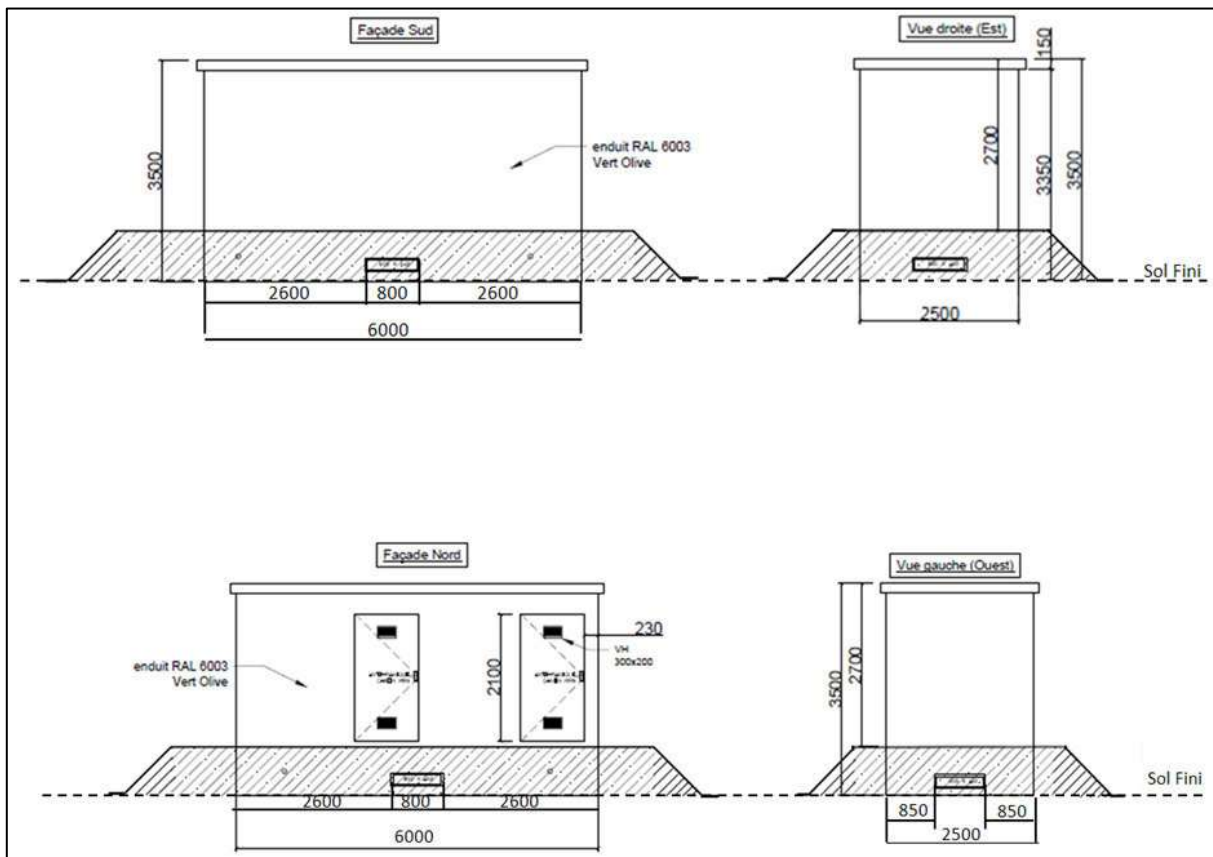 Façade Sud
3500
enduit RAL 6003
Vert Olive
2600
800
2600
6000
Vue droite (Est)
150
2700
3350
3500
Sol Fini
2500
Façade Nord
enduit RAL 6003
Vert Olive
2100
230
VH
300x200
2600
800
2600
6000
Vue gauche (Ouest)
3500
2700
Sol Fini
850
850
2500